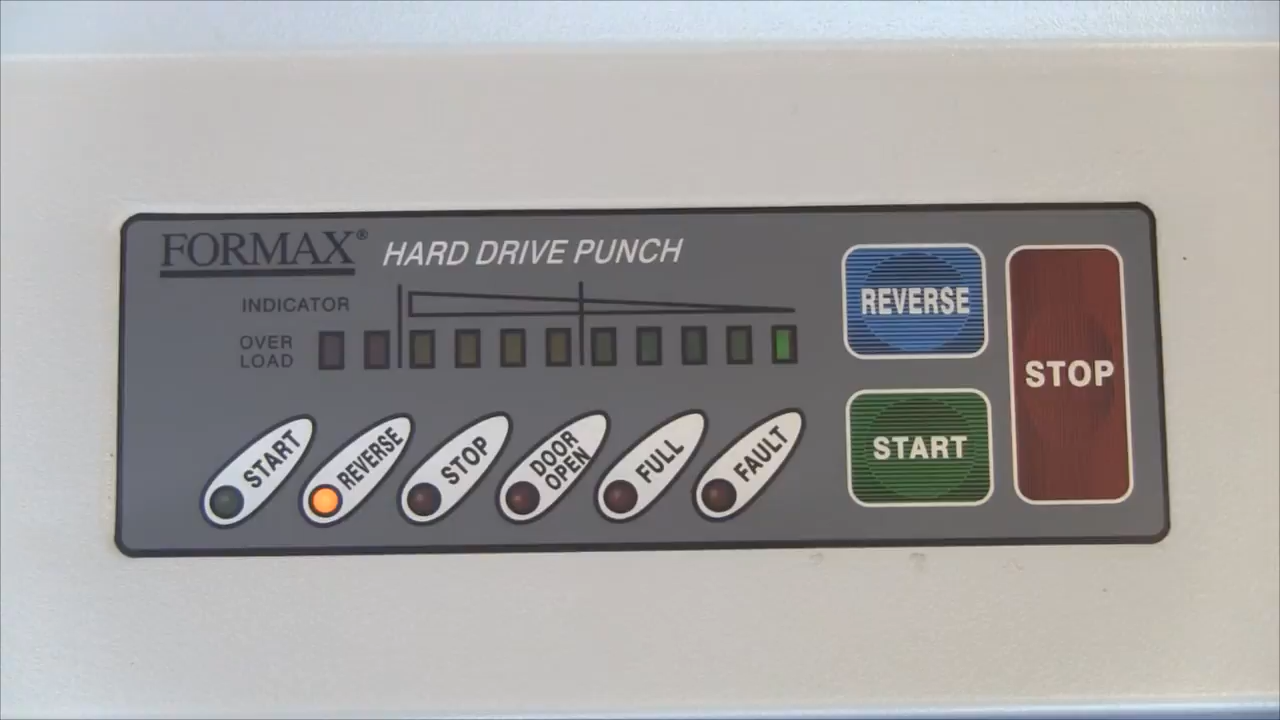 FORMAX® HARD DRIVE PUNCH
INDICATOR
OVER
LOAD
START
REVERSE
STOP
DOOR
OPEN
FULL
FAULT
REVERSE
START
STOP